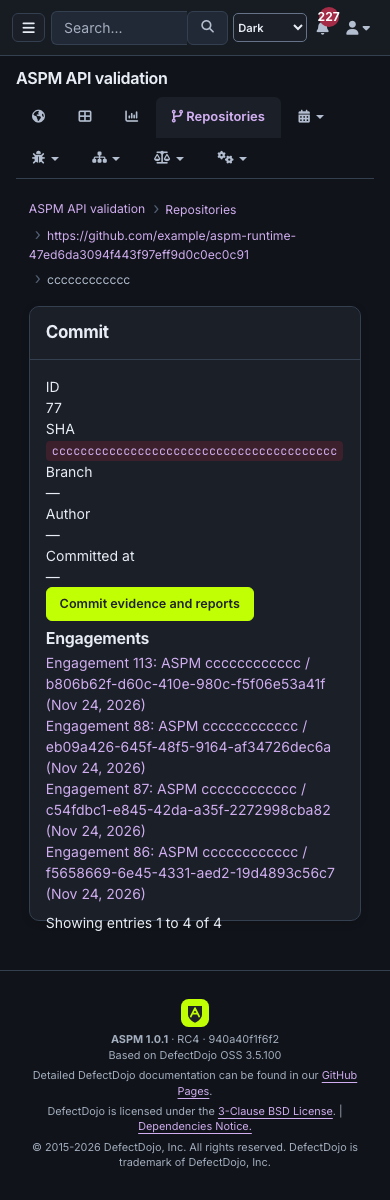 Search...
Dark
227
ASPM API validation
Repositories
ASPM API validation
Repositories
https://github.com/example/aspm-runtime-
47ed6da3094f443f97eff9d0c0ec0c91
cccccccccccc
Commit
ID
77
SHA
cccccccccccccccccccccccccccccccccccccccc
Branch
—
Author
—
Committed at
—
Commit evidence and reports
Engagements
Engagement 113: ASPM cccccccccccc /
b806b62f-d60c-410e-980c-f5f06e53a41f
(Nov 24, 2026)
Engagement 88: ASPM cccccccccccc /
eb09a426-645f-48f5-9164-af34726dec6a
(Nov 24, 2026)
Engagement 87: ASPM cccccccccccc /
c54fdbc1-e845-42da-a35f-2272998cba82
(Nov 24, 2026)
Engagement 86: ASPM cccccccccccc /
f5658669-6e45-4331-aed2-19d4893c56c7
(Nov 24, 2026)
Showing entries 1 to 4 of 4
ASPM 1.0.1 · RC4 · 940a40f1f6f2
Based on DefectDojo OSS 3.5.100
Detailed DefectDojo documentation can be found in our GitHub
Pages.
DefectDojo is licensed under the 3-Clause BSD License. |
Dependencies Notice.
© 2015-2026 DefectDojo, Inc. All rights reserved. DefectDojo is
trademark of DefectDojo, Inc.